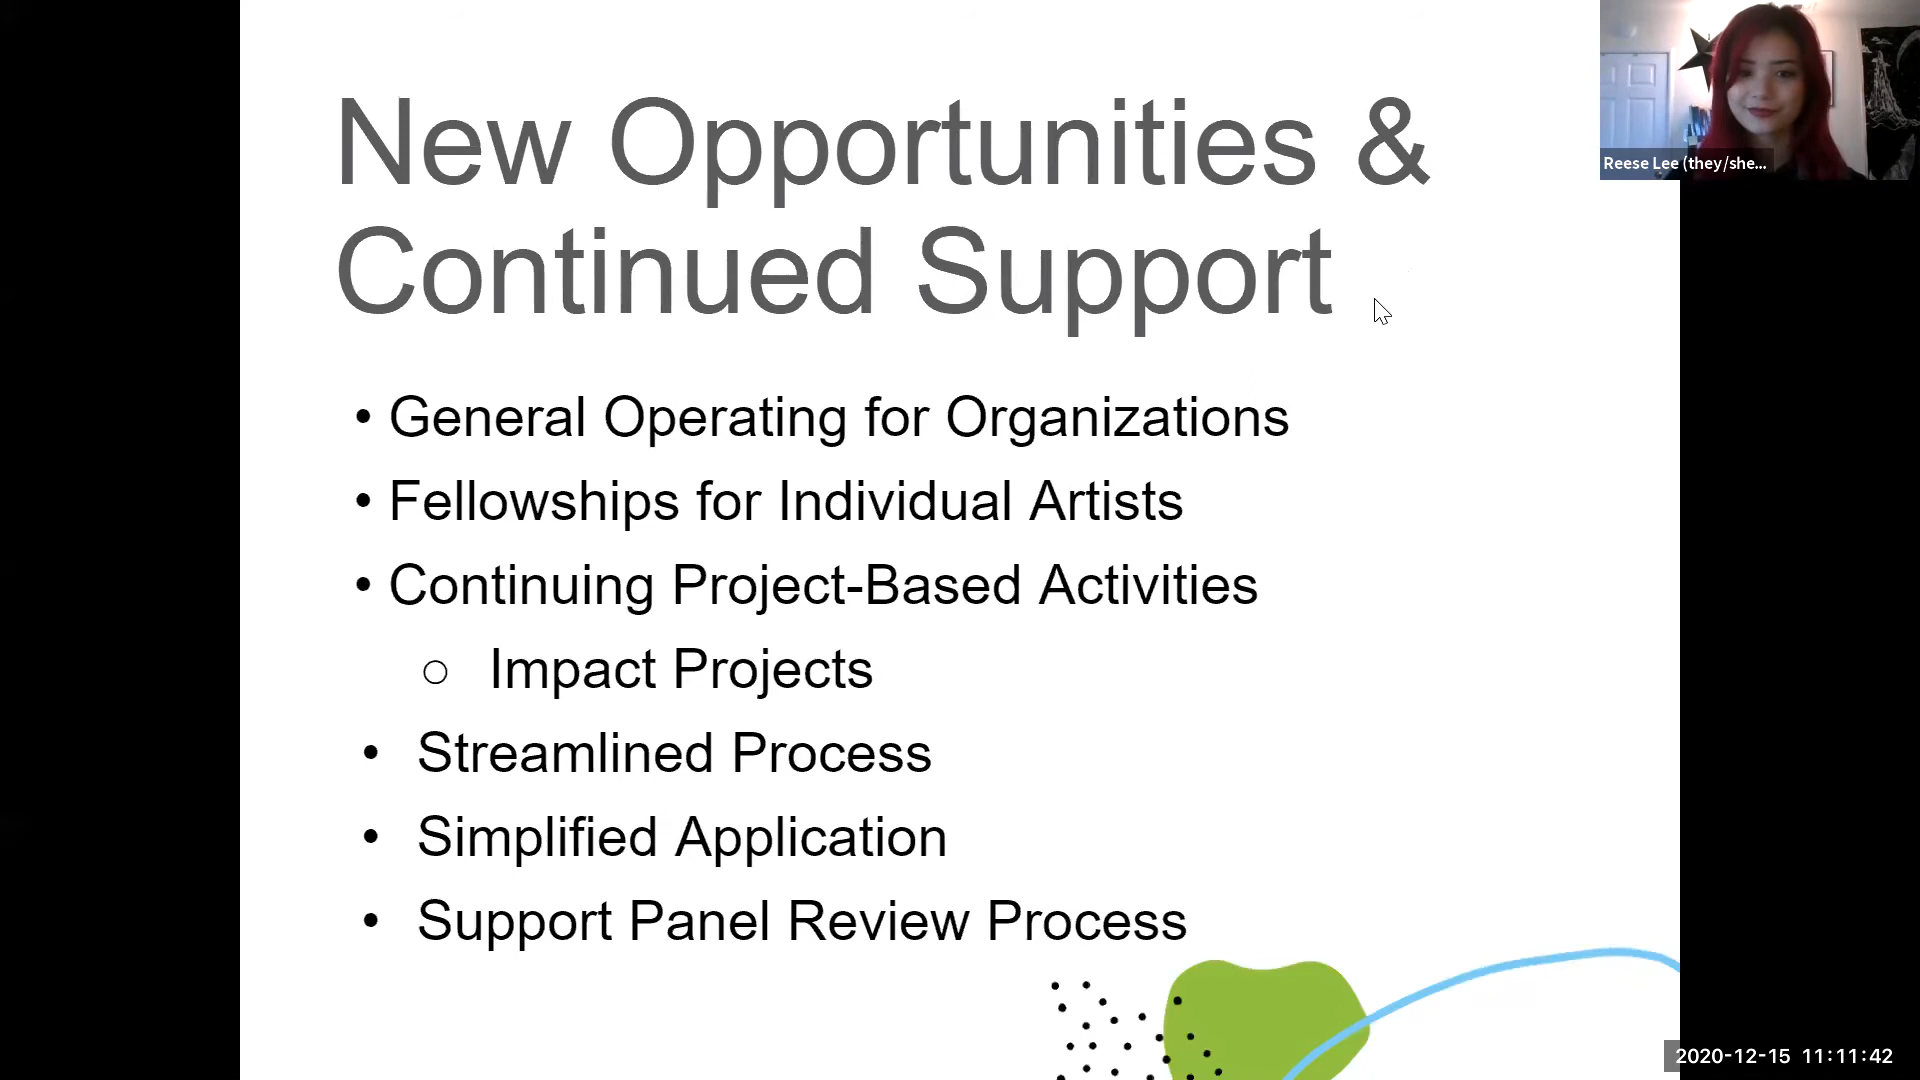 New Opportunities &
Continued Support
• General Operating for Organizations
• Fellowships for Individual Artists
• Continuing Project-Based Activities
○ Impact Projects
• Streamlined Process
• Simplified Application
• Support Panel Review Process
Reese Lee (they/she...
2020-12-15 11:11:42